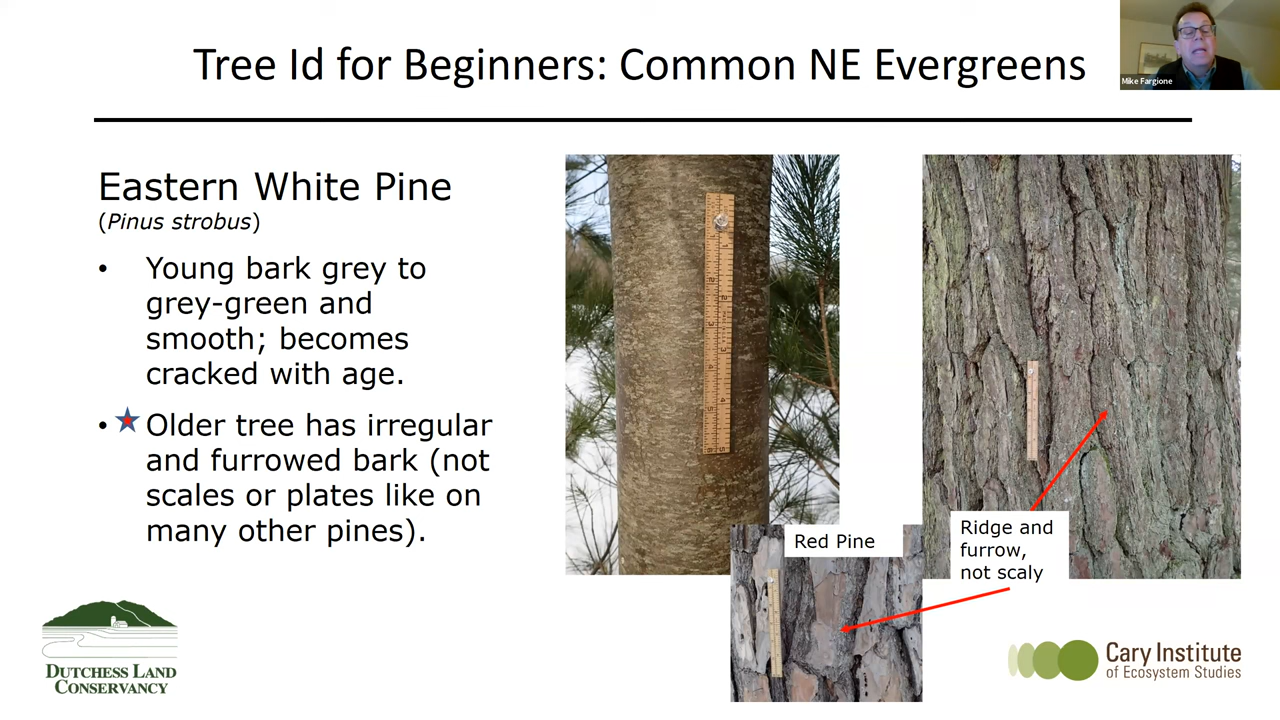 Tree Id for Beginners: Common NE Evergreens
Mike Fargione
Eastern White Pine
(Pinus strobus)
• Young bark grey to
grey-green and
smooth; becomes
cracked with age.
• Older tree has irregular
and furrowed bark (not
scales or plates like on
many other pines).
Red Pine
Ridge and
furrow,
not scaly
DUTCHESS LAND
CONSERVANCY
Cary Institute
of Ecosystem Studies